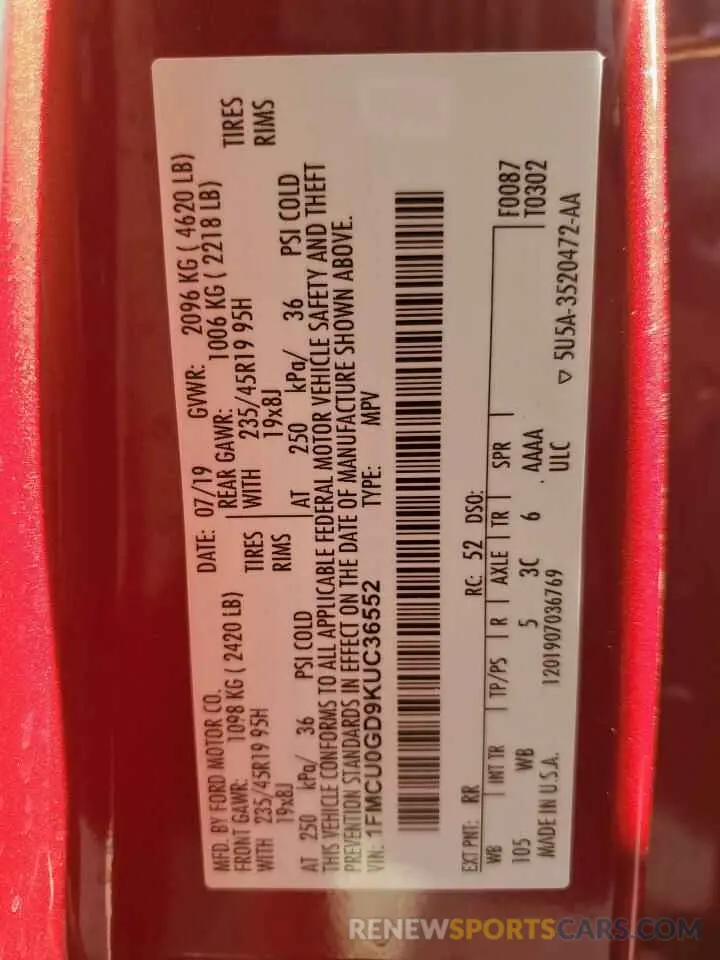 MFD. BY FORD MOTOR CO.
DATE: 07/19 GVWR: 2096 KG ( 4620 LB)
FRONT GAWR: 1098 KG ( 2420 LB) REAR GAWR: 1006 KG ( 2218 LB)
WITH 235/45R19 95H TIRES WITH 235/45R19 95H TIRES
19x8J RIMS 19x8J RIMS
AT 250 kPa/ 36 PSI COLD AT 250 kPa/ 36 PSI COLD
THIS VEHICLE CONFORMS TO ALL APPLICABLE FEDERAL MOTOR VEHICLE SAFETY AND THEFT
PREVENTION STANDARDS IN EFFECT ON THE DATE OF MANUFACTURE SHOWN ABOVE.
VIN: 1FMCU0GD9KUC36552 TYPE: MPV
EXT PNT: RR RC: 52 DSO: F0087
WB INT TR TP/PS R AXLE TR SPR T0302
105 WB 5 3C 6 AAAA
MADE IN U.S.A. 1201907036769 ULC 5U5A-3520472-AA
RENEWSPORTSCARS.COM